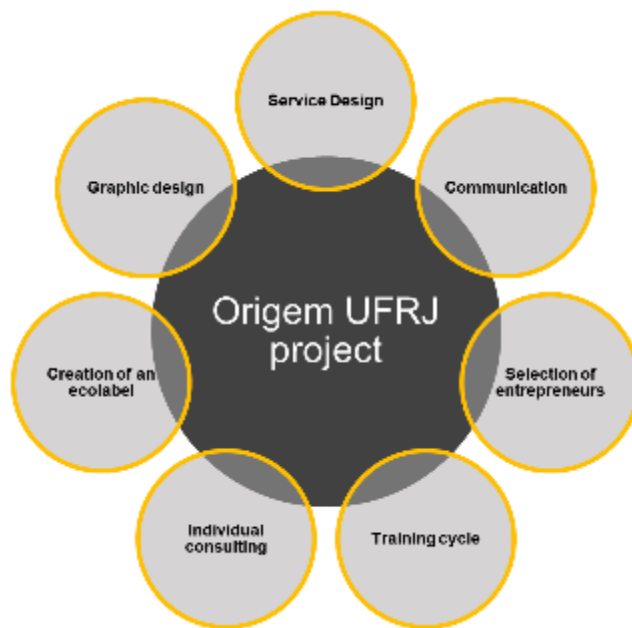 Service Design
Graphic design
Communication
Origem UFRJ
project
Creation of an
ecolabel
Selection of
entrepreneurs
Individual
consulting
Training cycle